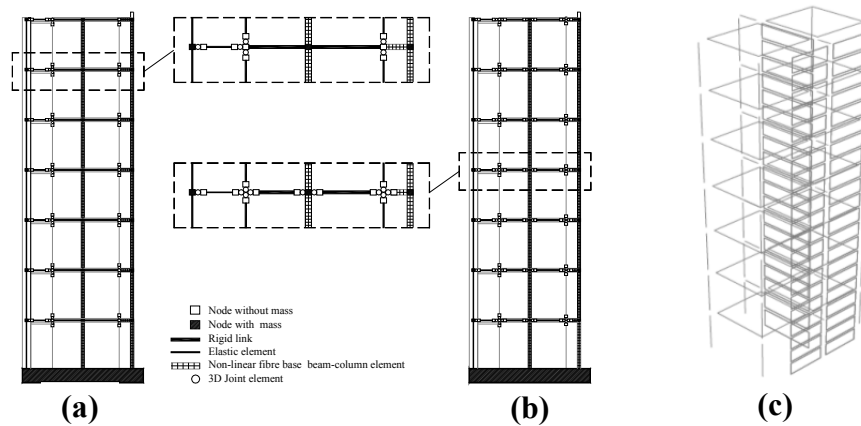 Node without mass
Node with mass
Rigid link
Elastic element
Non-linear fibre base beam-column element
3D Joint element
(a)
(b)
(c)